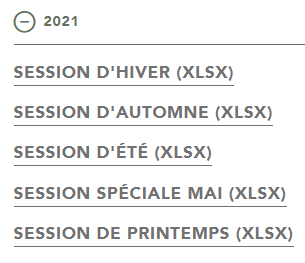 2021
SESSION D'HIVER (XLSX)
SESSION D'AUTOMNE (XLSX)
SESSION D'ÉTÉ (XLSX)
SESSION SPÉCIALE MAI (XLSX)
SESSION DE PRINTEMPS (XLSX)